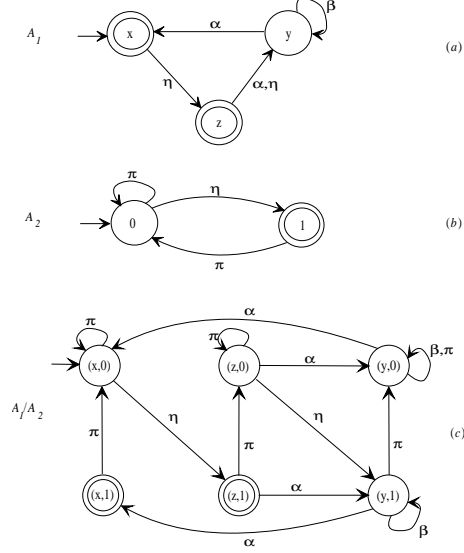 β
α
A1
x
y
(a)
η
α,η
z
π
η
A2
0
1
(b)
π
α
π
π
(x,0)
(z,0)
α
(y,0)
β,π
A1/A2
η
η
π
π
π
(c)
(x,1)
(z,1)
α
(y,1)
β
α